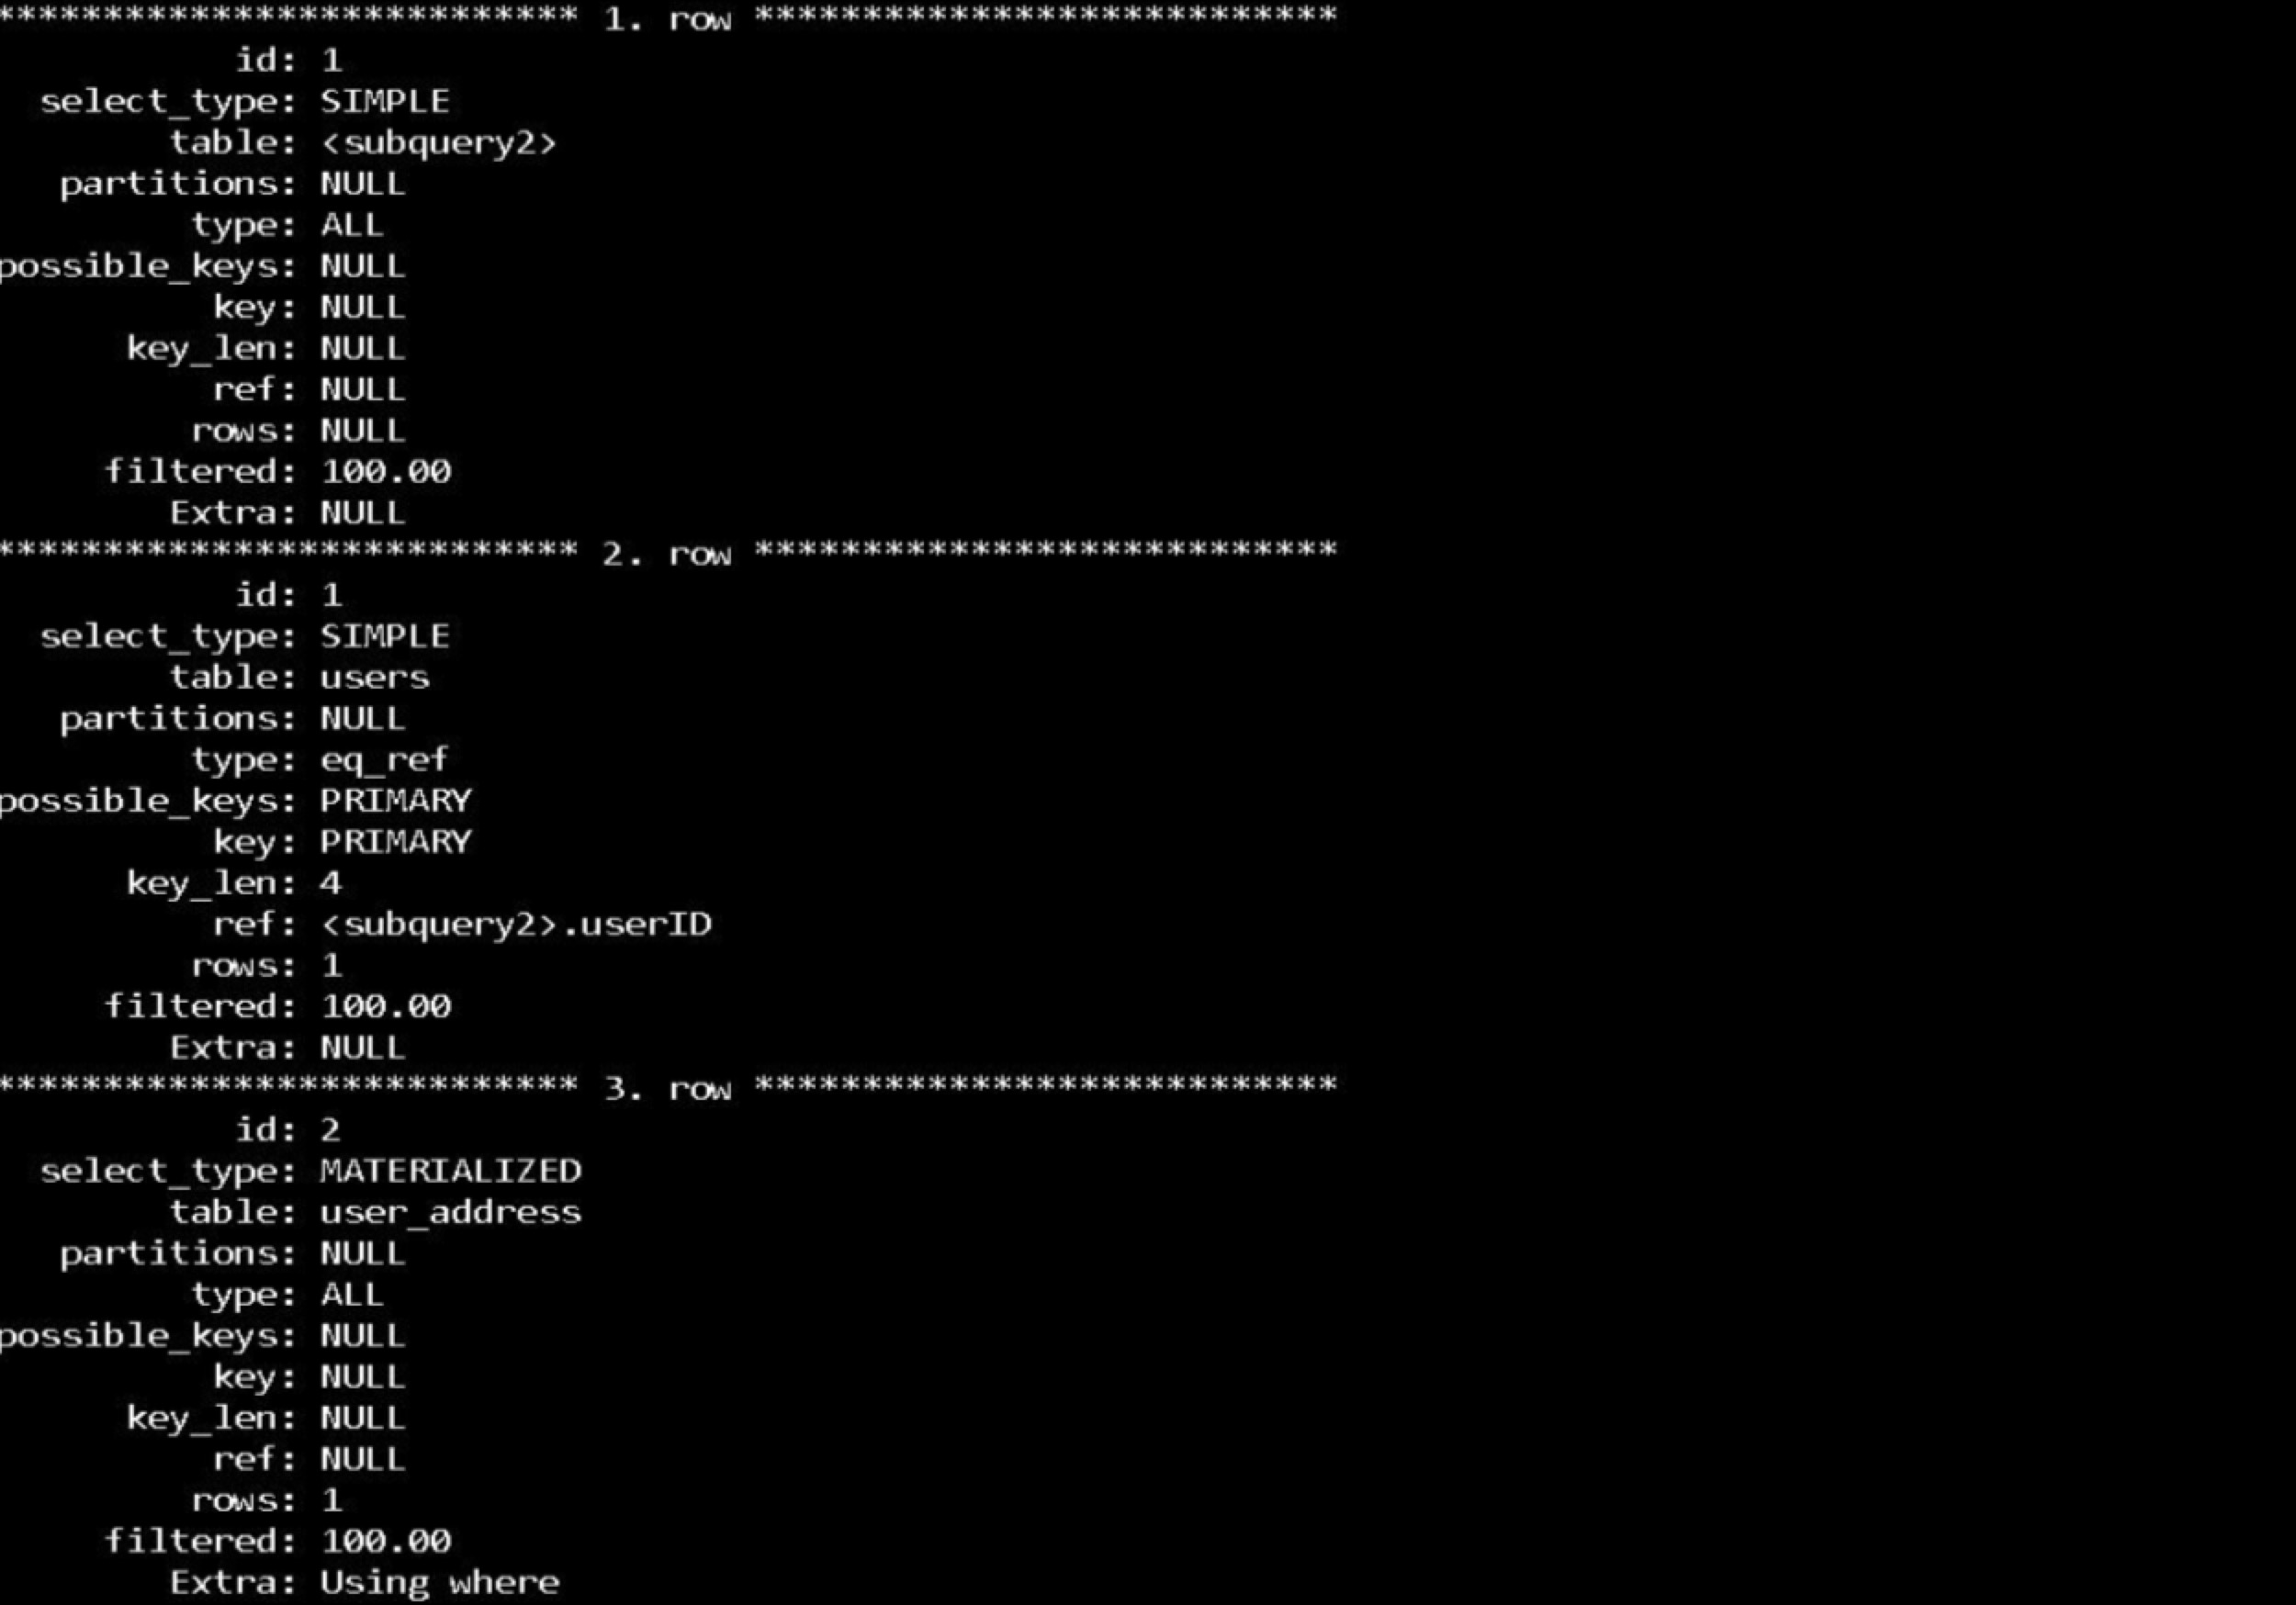 *************************** 1. row ***************************
id: 1
select_type: SIMPLE
table: <subquery2>
partitions: NULL
type: ALL
possible_keys: NULL
key: NULL
key_len: NULL
ref: NULL
rows: NULL
filtered: 100.00
Extra: NULL
*************************** 2. row ***************************
id: 1
select_type: SIMPLE
table: users
partitions: NULL
type: eq_ref
possible_keys: PRIMARY
key: PRIMARY
key_len: 4
ref: <subquery2>.userID
rows: 1
filtered: 100.00
Extra: NULL
*************************** 3. row ***************************
id: 2
select_type: MATERIALIZED
table: user_address
partitions: NULL
type: ALL
possible_keys: NULL
key: NULL
key_len: NULL
ref: NULL
rows: 1
filtered: 100.00
Extra: Using where